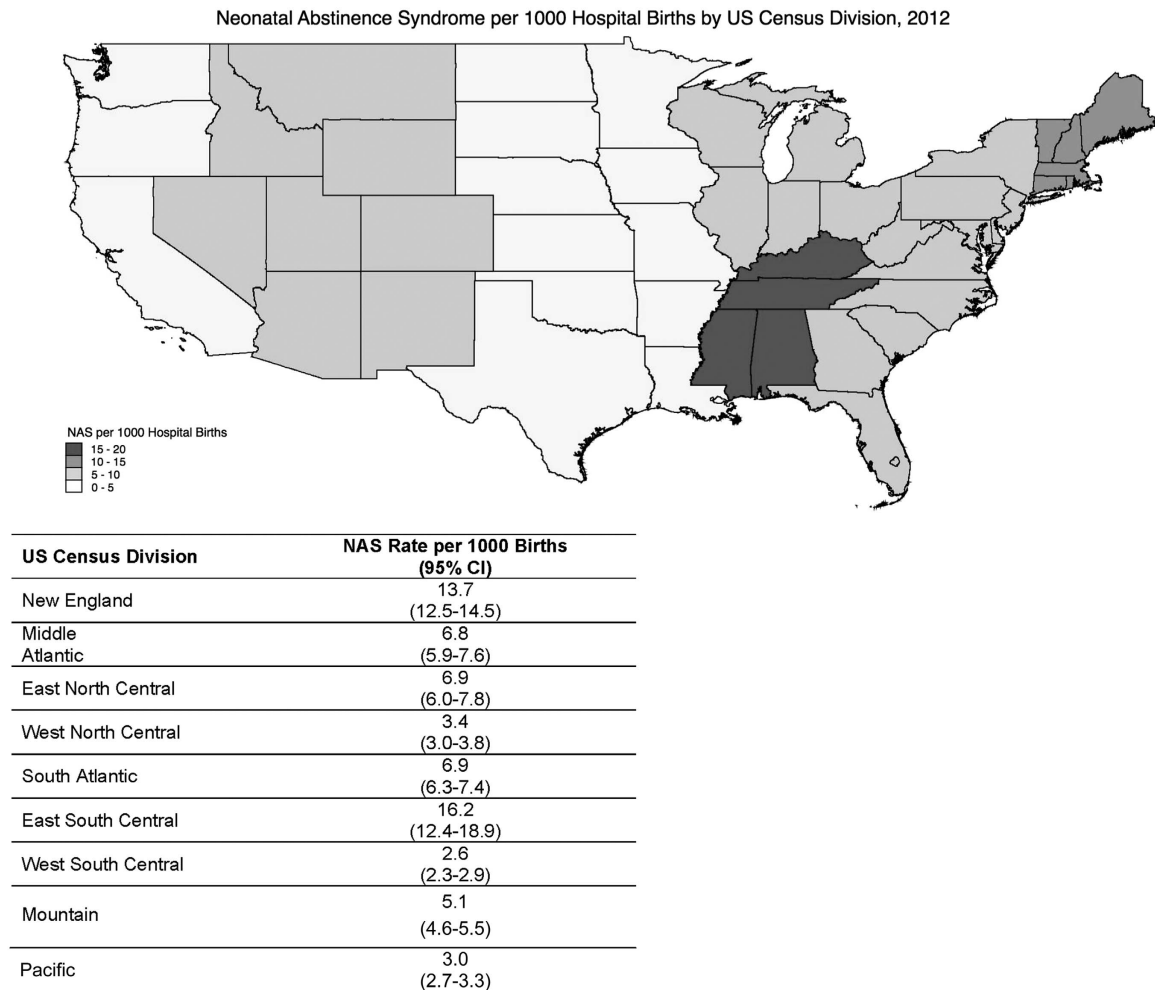 Neonatal Abstinence Syndrome per 1000 Hospital Births by US Census Division, 2012
NAS per 1000 Hospital Births
15 - 20
10 - 15
5 - 10
0 - 5
US Census Division
NAS Rate per 1000 Births
(95% CI)
New England
13.7
(12.5-14.5)
Middle
Atlantic
6.8
(5.9-7.6)
East North Central
6.9
(6.0-7.8)
West North Central
3.4
(3.0-3.8)
South Atlantic
6.9
(6.3-7.4)
East South Central
16.2
(12.4-18.9)
West South Central
2.6
(2.3-2.9)
Mountain
5.1
(4.6-5.5)
Pacific
3.0
(2.7-3.3)